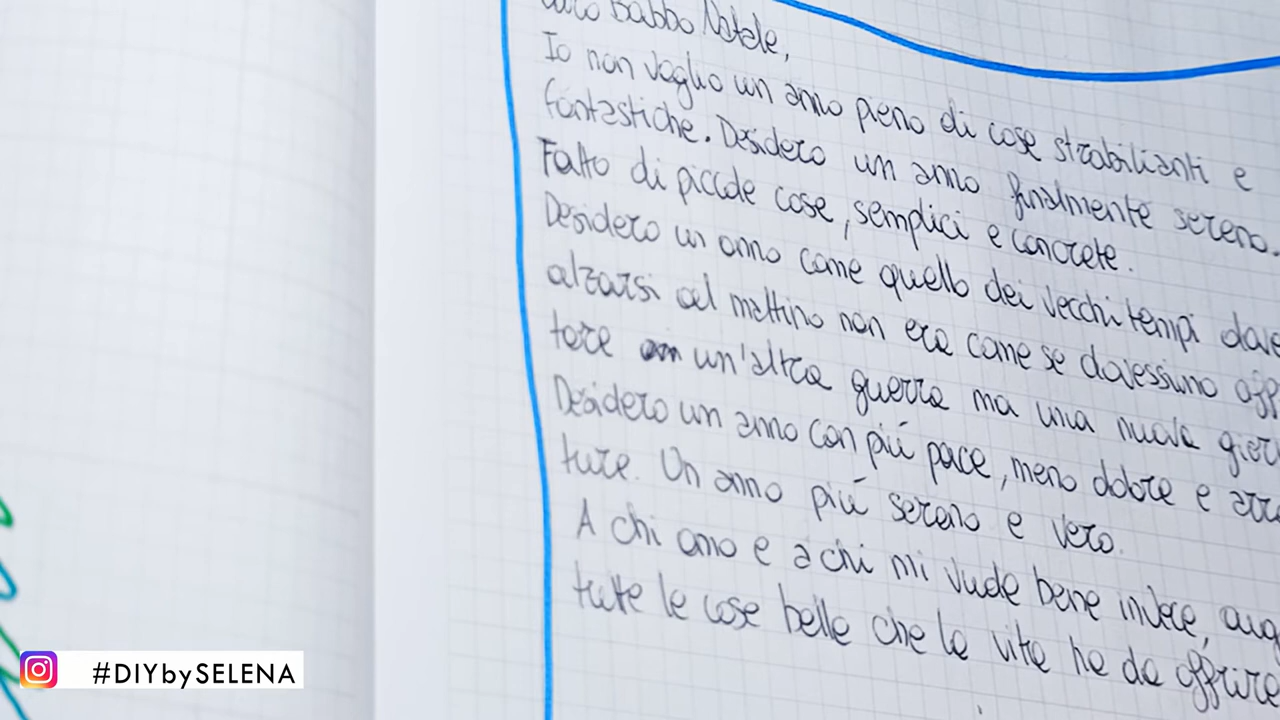 Babbo Natale,
Io non voglio un anno pieno di cose strabilianti e
fantastiche. Desidero un anno finalmente sereno.
Fatto di piccole cose, semplici e concrete.
Desidero un anno come quello dei vecchi tempi dove
alzarsi al mattino non era come se dovessimo
un'altra guerra ma una nuova
Desidero un anno con più pace, meno dolore e
ture. Un anno più sereno e vero.
A chi amo e a chi mi vuole bene invece,
tutte le cose belle che la vita ha da offrire
#DIYbySELENA